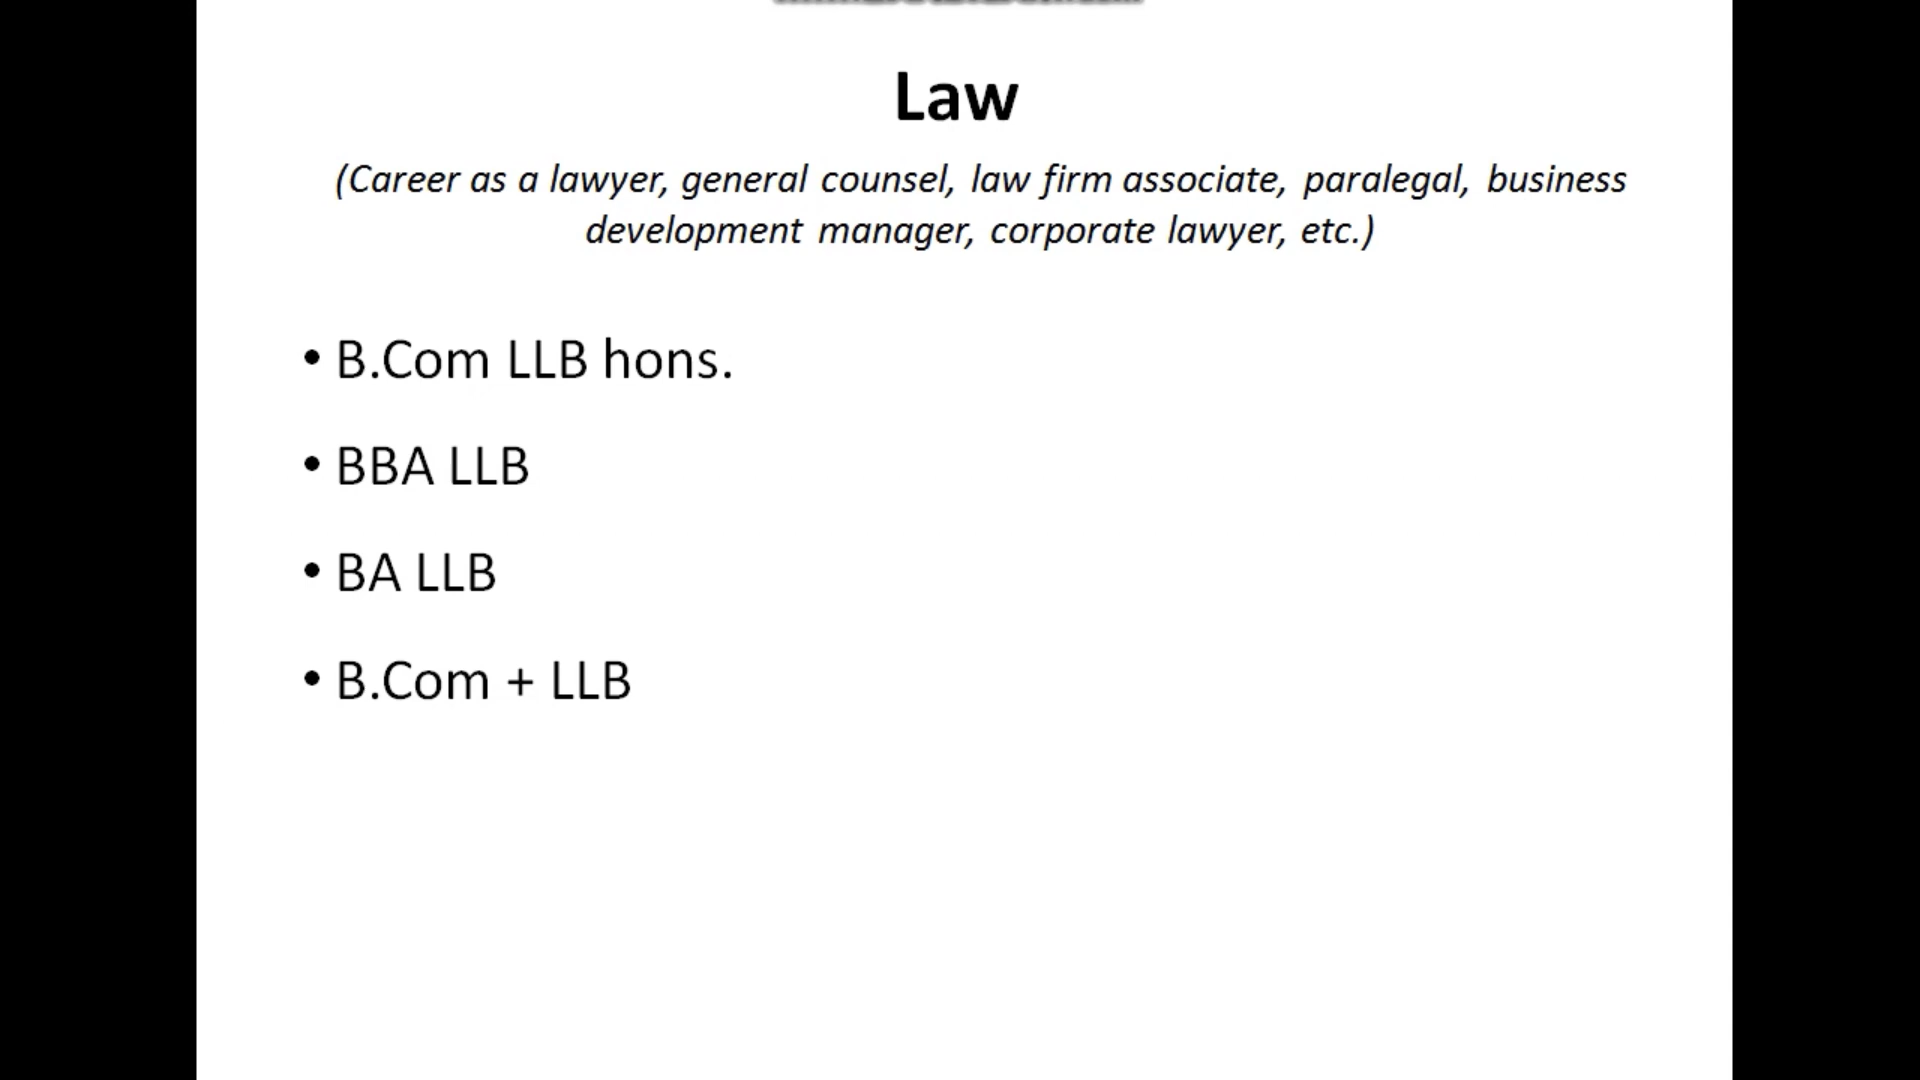 Law
(Career as a lawyer, general counsel, law firm associate, paralegal, business
development manager, corporate lawyer, etc.)
• B.Com LLB hons.
• BBA LLB
• BA LLB
• B.Com + LLB